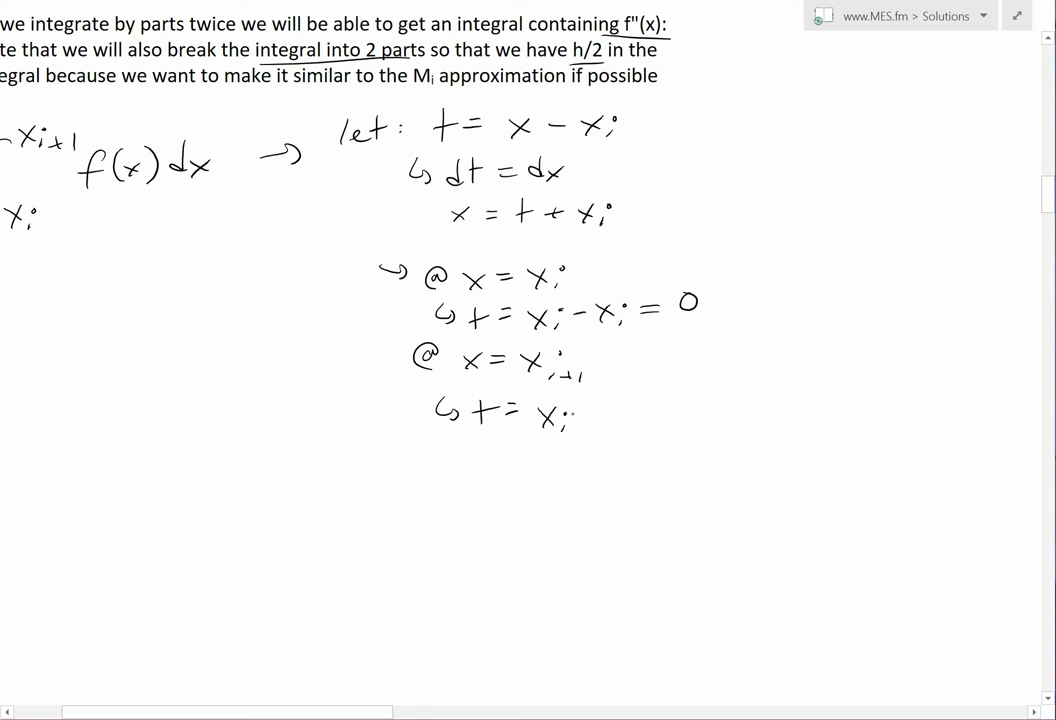 we integrate by parts twice we will be able to get an integral containing f''(x):
te that we will also break the integral into 2 parts so that we have h/2 in the
egral because we want to make it similar to the Mᵢ approximation if possible
www.MES.fm > Solutions
xᵢ₊₁
f(x) dx →
xᵢ
let: t = x - xᵢ
↳ dt = dx
x = t + xᵢ
→ @ x = xᵢ
↳ t = xᵢ - xᵢ = 0
@ x = xᵢ₊₁
↳ t = xᵢ